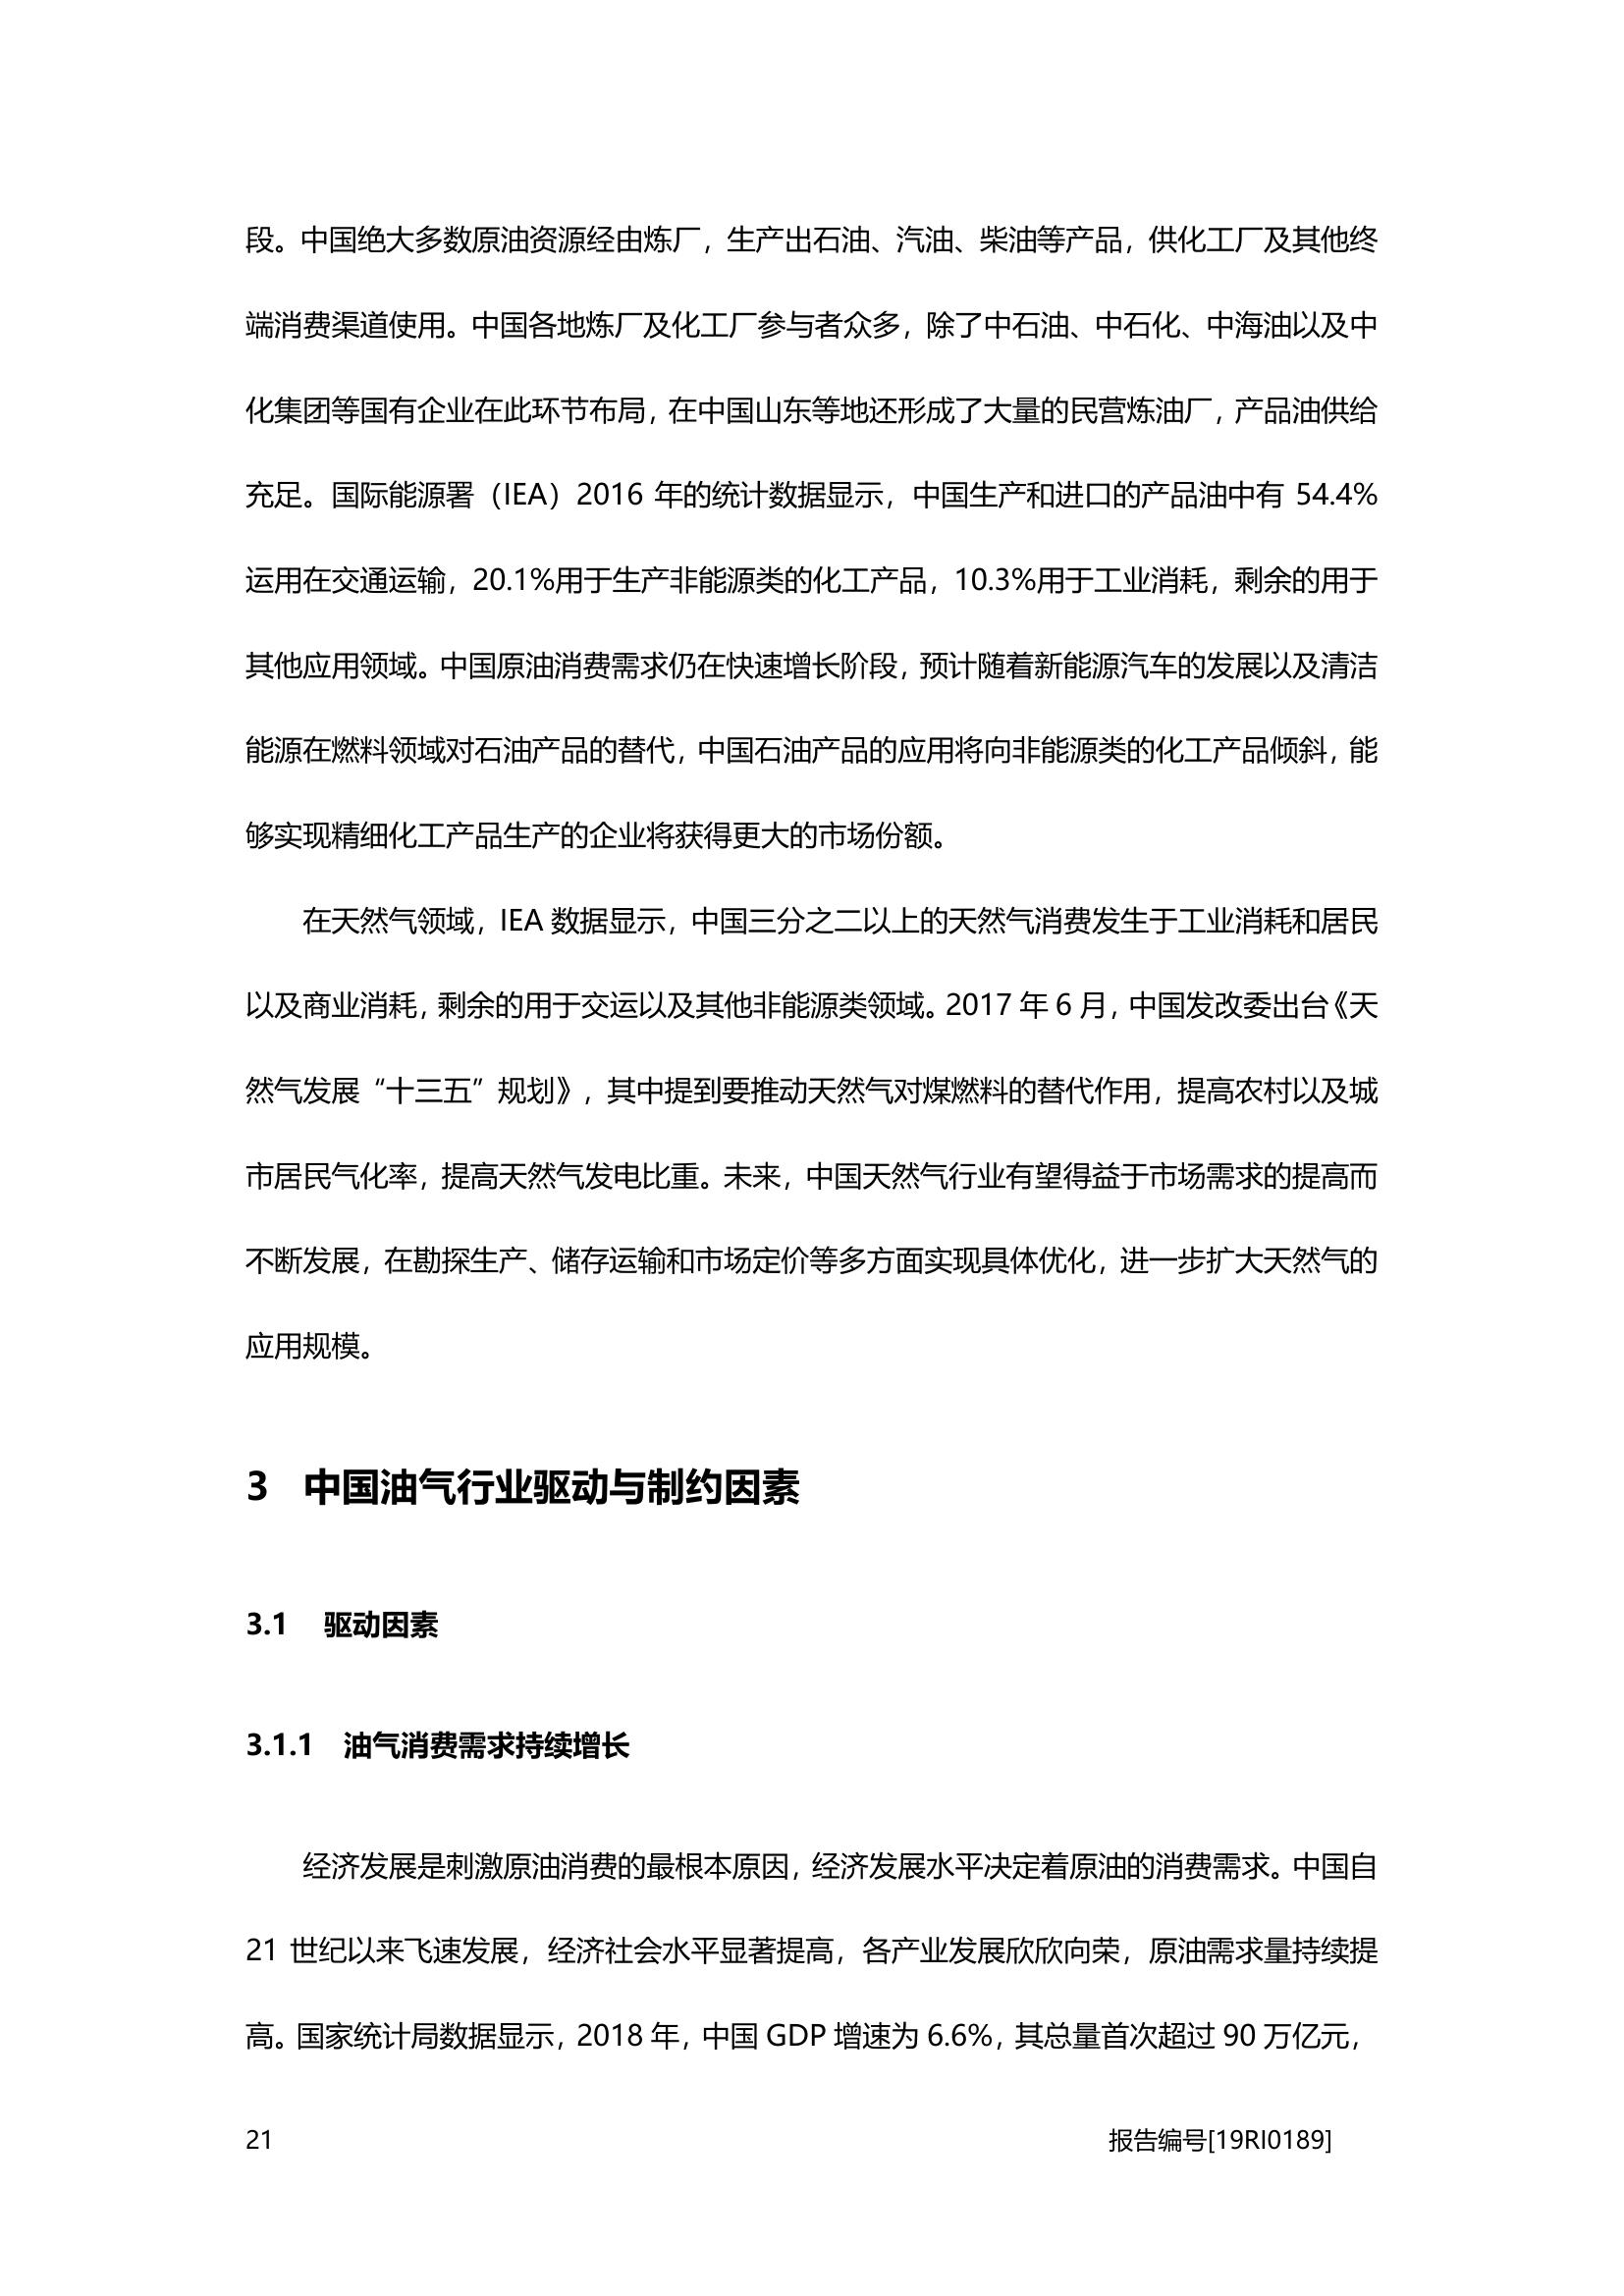 段。中国绝大多数原油资源经由炼厂，生产出石油、汽油、柴油等产品，供化工厂及其他终
端消费渠道使用。中国各地炼厂及化工厂参与者众多，除了中石油、中石化、中海油以及中
化集团等国有企业在此环节布局，在中国山东等地还形成了大量的民营炼油厂，产品油供给
充足。国际能源署（IEA）2016 年的统计数据显示，中国生产和进口的产品油中有 54.4%
运用在交通运输，20.1%用于生产非能源类的化工产品，10.3%用于工业消耗，剩余的用于
其他应用领域。中国原油消费需求仍在快速增长阶段，预计随着新能源汽车的发展以及清洁
能源在燃料领域对石油产品的替代，中国石油产品的应用将向非能源类的化工产品倾斜，能
够实现精细化工产品生产的企业将获得更大的市场份额。
在天然气领域，IEA 数据显示，中国三分之二以上的天然气消费发生于工业消耗和居民
以及商业消耗，剩余的用于交运以及其他非能源类领域。2017 年 6 月，中国发改委出台《天
然气发展“十三五”规划》，其中提到要推动天然气对煤燃料的替代作用，提高农村以及城
市居民气化率，提高天然气发电比重。未来，中国天然气行业有望得益于市场需求的提高而
不断发展，在勘探生产、储存运输和市场定价等多方面实现具体优化，进一步扩大天然气的
应用规模。
3 中国油气行业驱动与制约因素
3.1 驱动因素
3.1.1 油气消费需求持续增长
经济发展是刺激原油消费的最根本原因，经济发展水平决定着原油的消费需求。中国自
21 世纪以来飞速发展，经济社会水平显著提高，各产业发展欣欣向荣，原油需求量持续提
高。国家统计局数据显示，2018 年，中国 GDP 增速为 6.6%，其总量首次超过 90 万亿元，
21 报告编号[19RI0189]